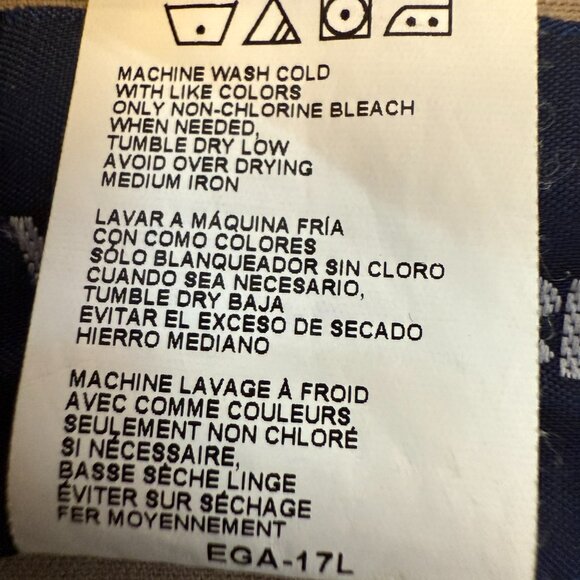 MACHINE WASH COLD
WITH LIKE COLORS
ONLY NON-CHLORINE BLEACH
WHEN NEEDED,
TUMBLE DRY LOW
AVOID OVER DRYING
MEDIUM IRON
LAVAR A MÁQUINA FRÍA
CON COMO COLORES
SÓLO BLANQUEADOR SIN CLORO
CUANDO SEA NECESARIO,
TUMBLE DRY BAJA
EVITAR EL EXCESO DE SECADO
HIERRO MEDIANO
MACHINE LAVAGE À FROID
AVEC COMME COULEURS
SEULEMENT NON CHLORÉ
SI NÉCESSAIRE,
BASSE SÈCHE LINGE
ÉVITER SUR SÉCHAGE
FER MOYENNEMENT
EGA-17L